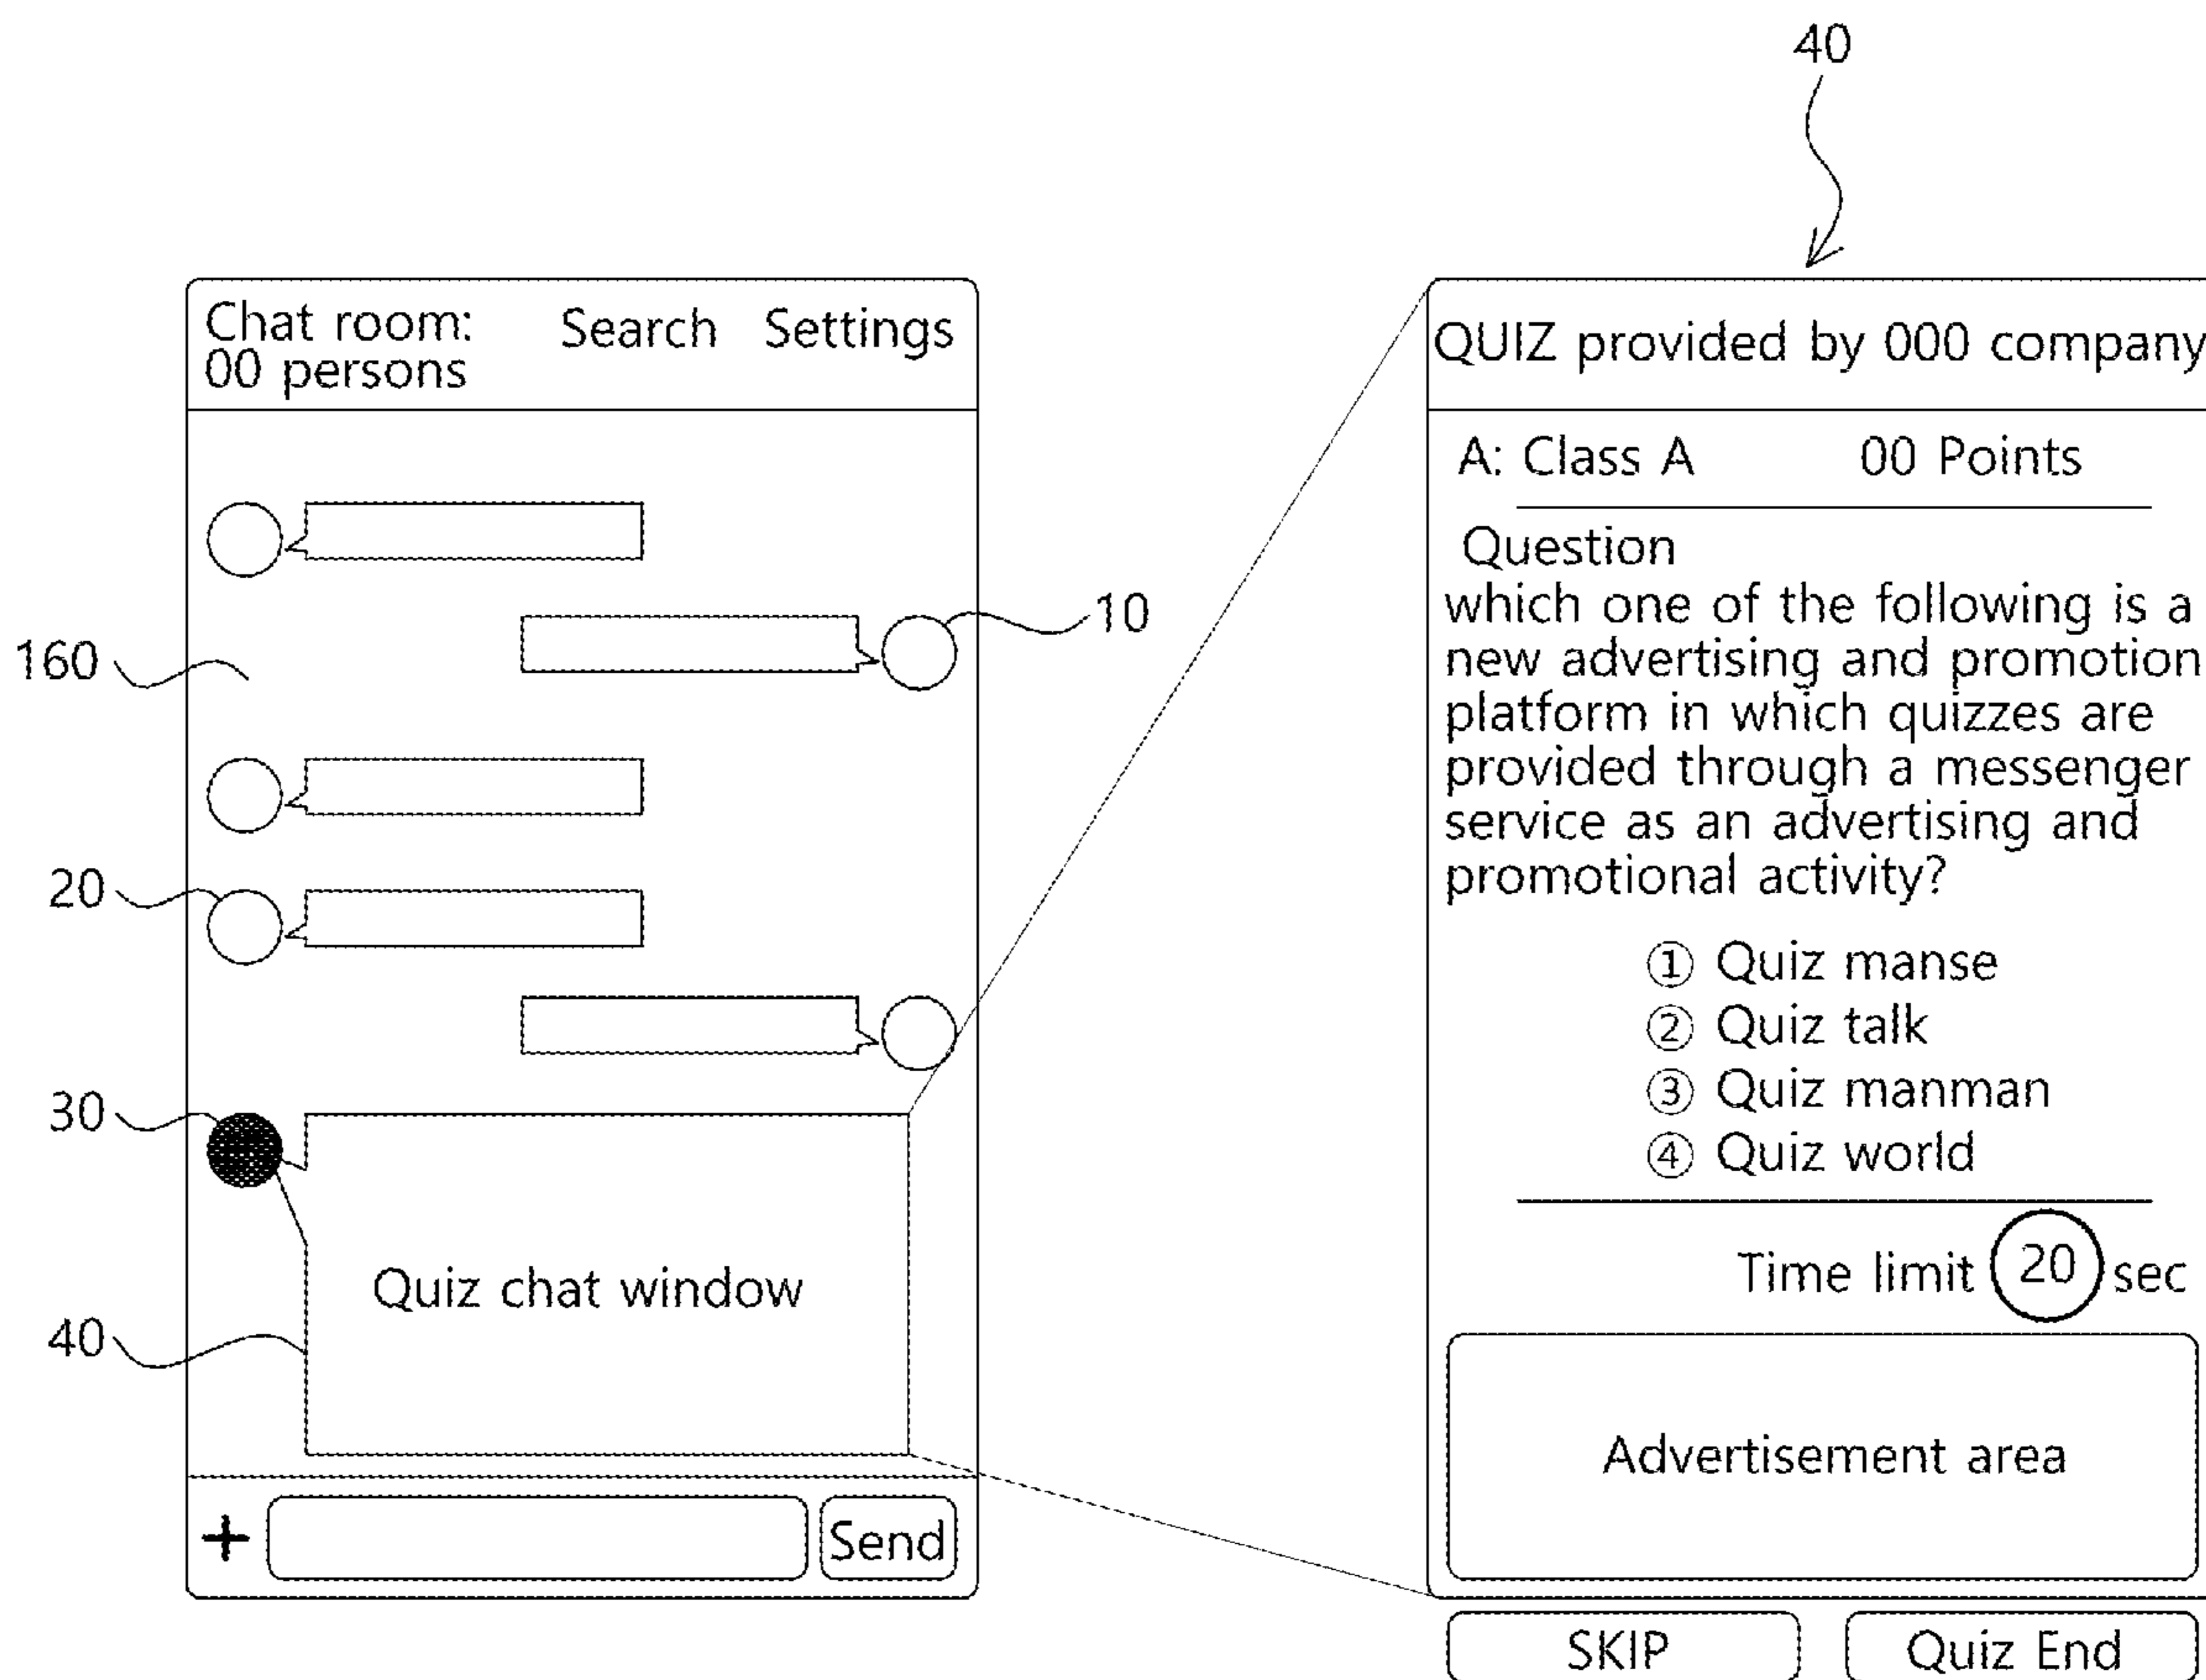 40
Chat room:
00 persons
Search
Settings
10
160
20
30
Quiz chat window
40
+
Send
QUIZ provided by 000 company
A: Class A
00 Points
Question
which one of the following is a
new advertising and promotion
platform in which quizzes are
provided through a messenger
service as an advertising and
promotional activity?
① Quiz manse
② Quiz talk
③ Quiz manman
④ Quiz world
Time limit 20 sec
Advertisement area
SKIP
Quiz End